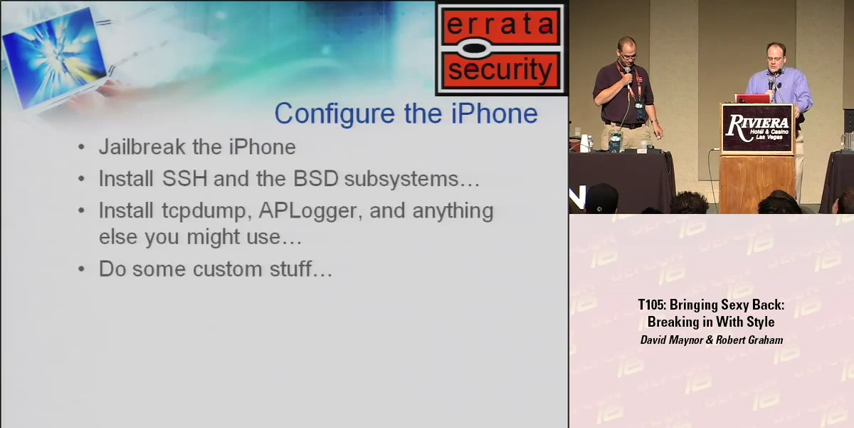 errata
security
Configure the iPhone
• Jailbreak the iPhone
• Install SSH and the BSD subsystems…
• Install tcpdump, APLogger, and anything
else you might use…
• Do some custom stuff…
RIVIERA
Hotel & Casino
Las Vegas
N
T105: Bringing Sexy Back:
Breaking in With Style
David Maynor & Robert Graham